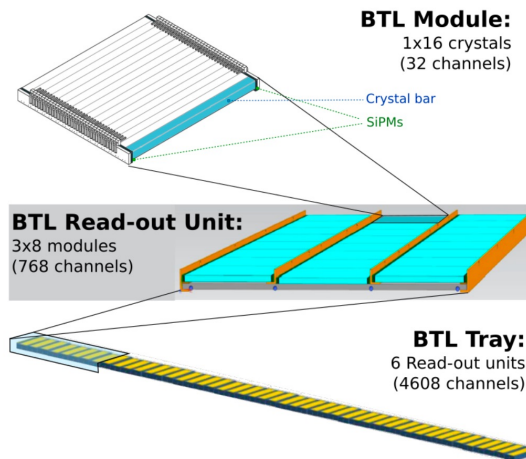 BTL Module:
1x16 crystals
(32 channels)
Crystal bar
SiPMs
BTL Read-out Unit:
3x8 modules
(768 channels)
BTL Tray:
6 Read-out units
(4608 channels)